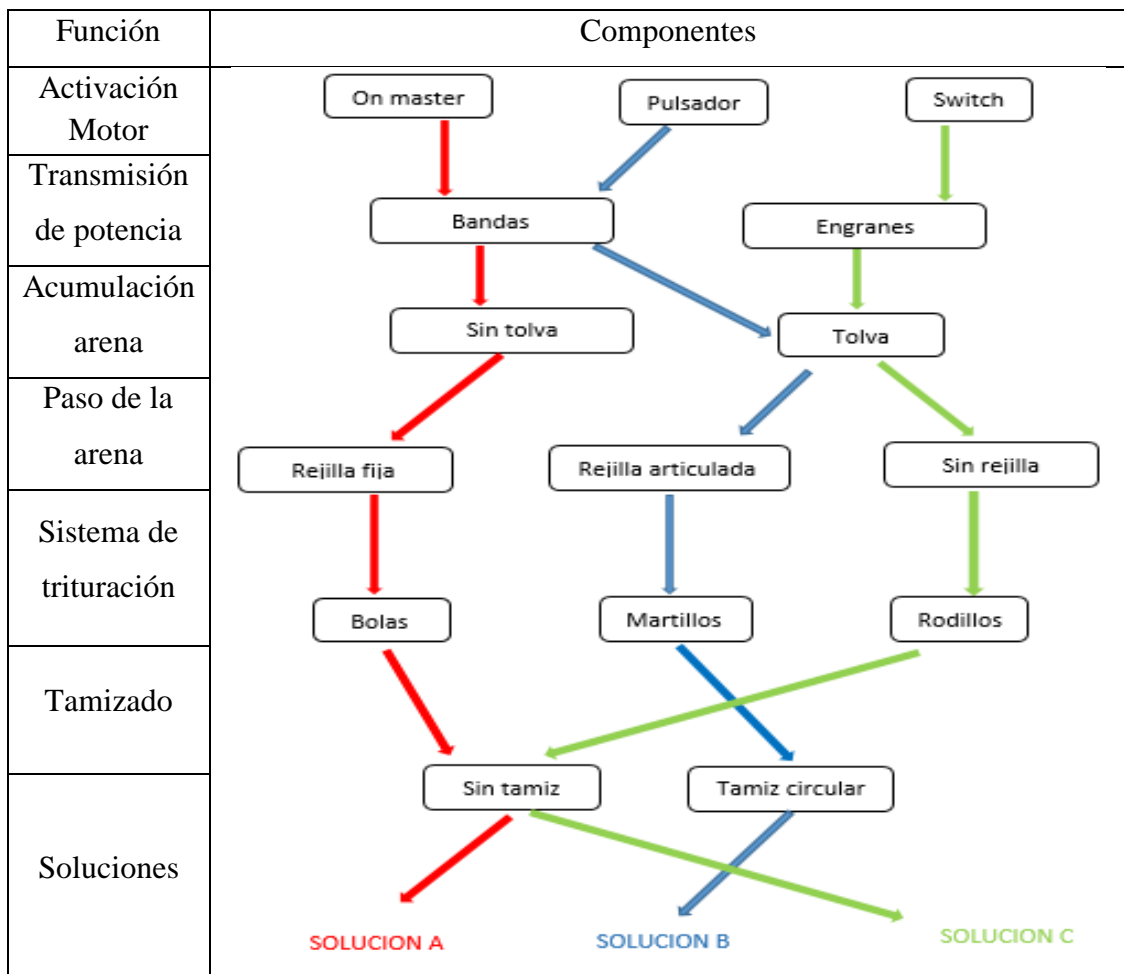 Función
Componentes
Activación
Motor
On master
Pulsador
Switch
Transmisión
de potencia
Bandas
Engranes
Acumulación
arena
Sin tolva
Tolva
Paso de la
arena
Rejilla fija
Rejilla articulada
Sin rejilla
Sistema de
trituración
Bolas
Martillos
Rodillos
Tamizado
Sin tamiz
Tamiz circular
Soluciones
SOLUCION A
SOLUCION B
SOLUCION C